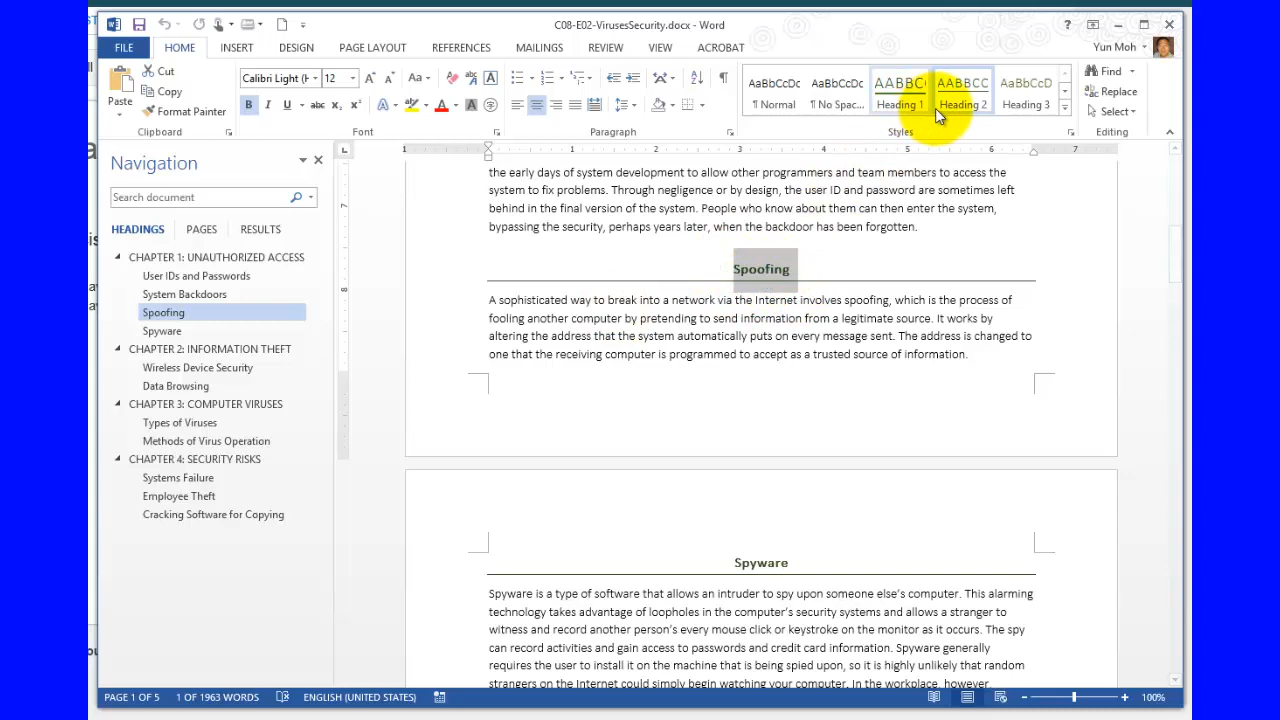 C08-E02-VirusesSecurity.docx - Word
FILE HOME INSERT DESIGN PAGE LAYOUT REFERENCES MAILINGS REVIEW VIEW ACROBAT Yun Moh
Paste
Cut
Copy
Format Painter
Clipboard
Calibri Light (H 12
Font
Paragraph
AaBbCcDc AaBbCcDc AABBC AABBCC AaBbCcD
¶ Normal ¶ No Spac... Heading 1 Heading 2 Heading 3
Styles
Find
Replace
Select
Editing
Navigation
Search document
HEADINGS PAGES RESULTS
CHAPTER 1: UNAUTHORIZED ACCESS
User IDs and Passwords
System Backdoors
Spoofing
Spyware
CHAPTER 2: INFORMATION THEFT
Wireless Device Security
Data Browsing
CHAPTER 3: COMPUTER VIRUSES
Types of Viruses
Methods of Virus Operation
CHAPTER 4: SECURITY RISKS
Systems Failure
Employee Theft
Cracking Software for Copying
1 1 2 3 4 5 6 7
7
8
the early days of system development to allow other programmers and team members to access the
system to fix problems. Through negligence or by design, the user ID and password are sometimes left
behind in the final version of the system. People who know about them can then enter the system,
bypassing the security, perhaps years later, when the backdoor has been forgotten.
Spoofing
A sophisticated way to break into a network via the Internet involves spoofing, which is the process of
fooling another computer by pretending to send information from a legitimate source. It works by
altering the address that the system automatically puts on every message sent. The address is changed to
one that the receiving computer is programmed to accept as a trusted source of information.
Spyware
Spyware is a type of software that allows an intruder to spy upon someone else’s computer. This alarming
technology takes advantage of loopholes in the computer’s security systems and allows a stranger to
witness and record another person’s every mouse click or keystroke on the monitor as it occurs. The spy
can record activities and gain access to passwords and credit card information. Spyware generally
requires the user to install it on the machine that is being spied upon, so it is highly unlikely that random
strangers on the Internet could simply begin watching your computer. In the workplace, however,
PAGE 1 OF 5 1 OF 1963 WORDS ENGLISH (UNITED STATES) 100%